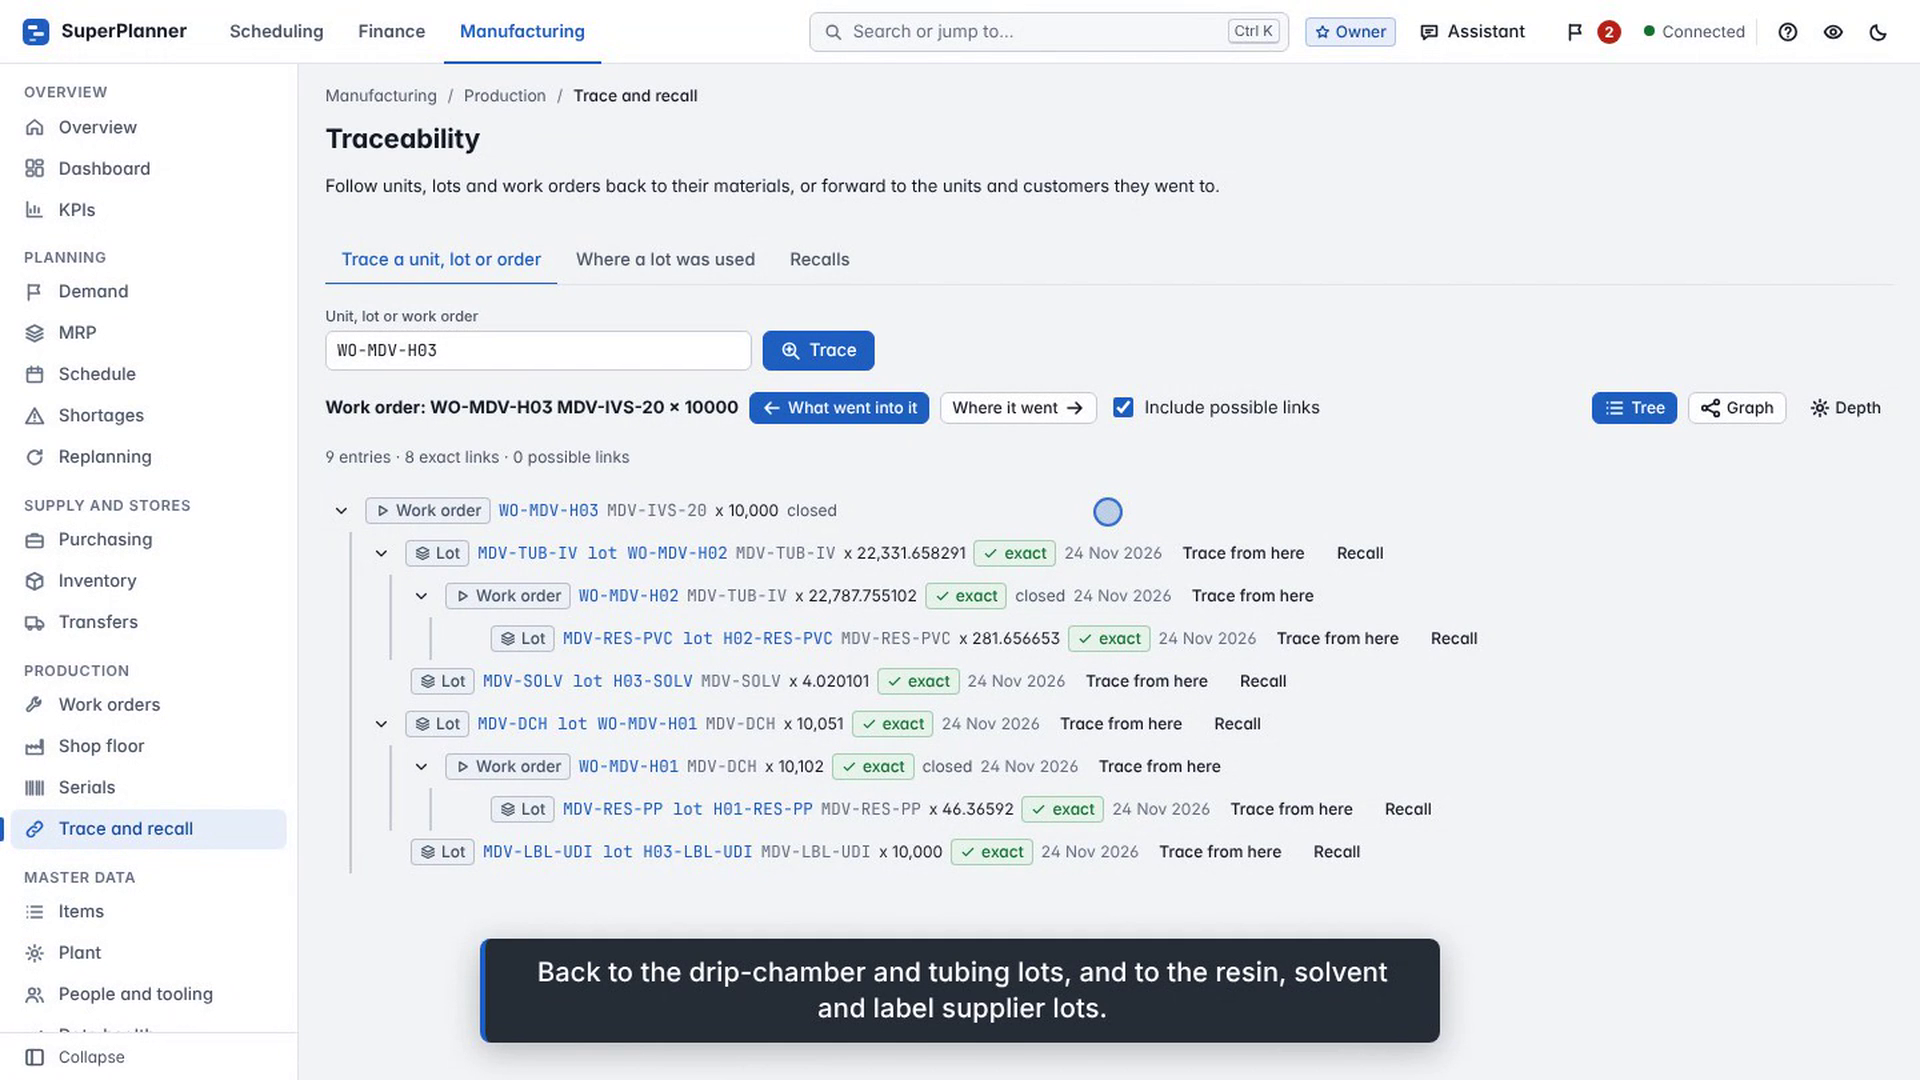 SuperPlanner Scheduling Finance Manufacturing Search or jump to... Ctrl K Owner Assistant 2 Connected
OVERVIEW
Overview
Dashboard
KPIs
PLANNING
Demand
MRP
Schedule
Shortages
Replanning
SUPPLY AND STORES
Purchasing
Inventory
Transfers
PRODUCTION
Work orders
Shop floor
Serials
Trace and recall
MASTER DATA
Items
Plant
People and tooling
Collapse
Manufacturing / Production / Trace and recall
Traceability
Follow units, lots and work orders back to their materials, or forward to the units and customers they went to.
Trace a unit, lot or order Where a lot was used Recalls
Unit, lot or work order
WO-MDV-H03 Trace
Work order: WO-MDV-H03 MDV-IVS-20 × 10000 What went into it Where it went Include possible links Tree Graph Depth
9 entries · 8 exact links · 0 possible links
Work order WO-MDV-H03 MDV-IVS-20 x 10,000 closed
Lot MDV-TUB-IV lot WO-MDV-H02 MDV-TUB-IV x 22,331.658291 exact 24 Nov 2026 Trace from here Recall
Work order WO-MDV-H02 MDV-TUB-IV x 22,787.755102 exact closed 24 Nov 2026 Trace from here
Lot MDV-RES-PVC lot H02-RES-PVC MDV-RES-PVC x 281.656653 exact 24 Nov 2026 Trace from here Recall
Lot MDV-SOLV lot H03-SOLV MDV-SOLV x 4.020101 exact 24 Nov 2026 Trace from here Recall
Lot MDV-DCH lot WO-MDV-H01 MDV-DCH x 10,051 exact 24 Nov 2026 Trace from here Recall
Work order WO-MDV-H01 MDV-DCH x 10,102 exact closed 24 Nov 2026 Trace from here
Lot MDV-RES-PP lot H01-RES-PP MDV-RES-PP x 46.36592 exact 24 Nov 2026 Trace from here Recall
Lot MDV-LBL-UDI lot H03-LBL-UDI MDV-LBL-UDI x 10,000 exact 24 Nov 2026 Trace from here Recall
Back to the drip-chamber and tubing lots, and to the resin, solvent
and label supplier lots.